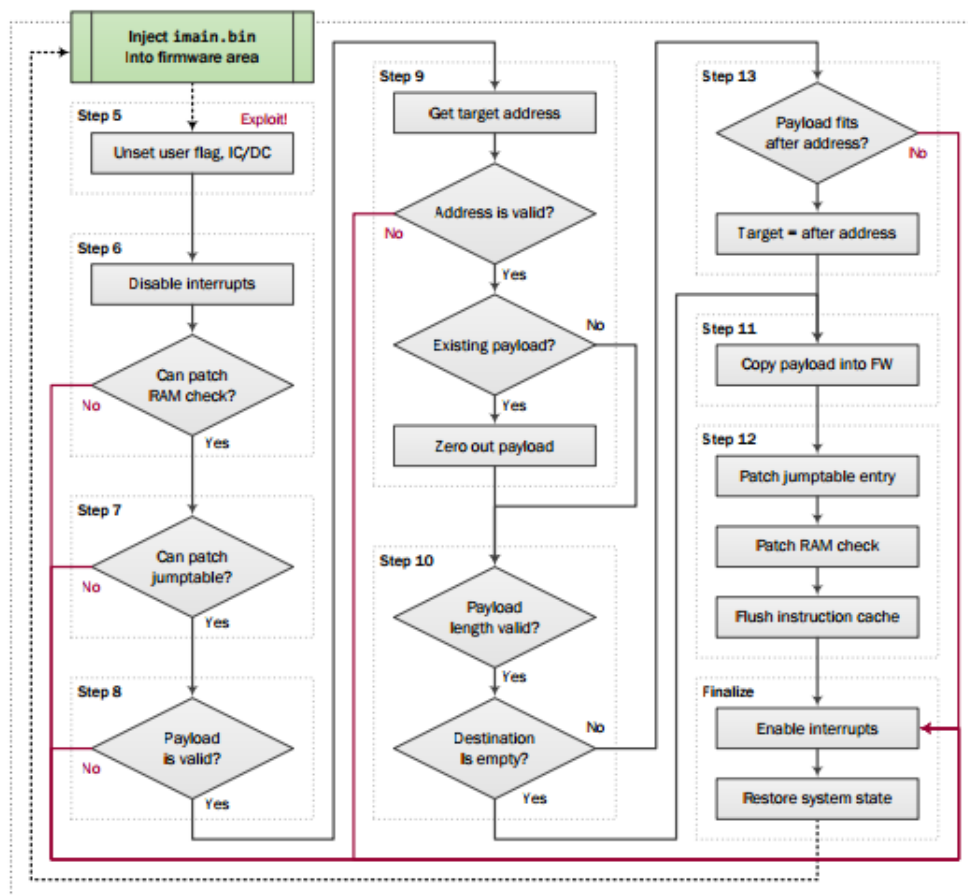 Inject imain.bin
Into firmware area
Step 5
Exploit!
Unset user flag, IC/DC
Step 6
Disable interrupts
Can patch
RAM check?
No
Yes
Step 7
Can patch
jumptable?
No
Yes
Step 8
Payload
is valid?
No
Yes
Step 9
Get target address
Address is valid?
No
Yes
Existing payload?
No
Yes
Zero out payload
Step 10
Payload
length valid?
Yes
Destination
Is empty?
No
Yes
Step 13
Payload fits
after address?
No
Target = after address
Step 11
Copy payload into FW
Step 12
Patch jumptable entry
Patch RAM check
Flush instruction cache
Finalize
Enable interrupts
Restore system state